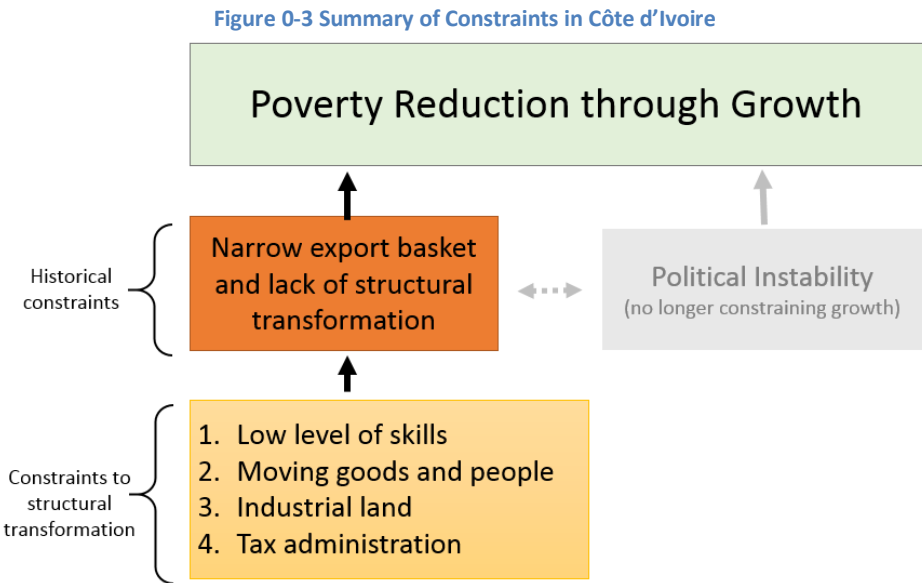 Figure 0-3 Summary of Constraints in Côte d’Ivoire
Poverty Reduction through Growth
Historical
constraints
Narrow export basket
and lack of structural
transformation
Political Instability
(no longer constraining growth)
Constraints to
structural
transformation
1. Low level of skills
2. Moving goods and people
3. Industrial land
4. Tax administration